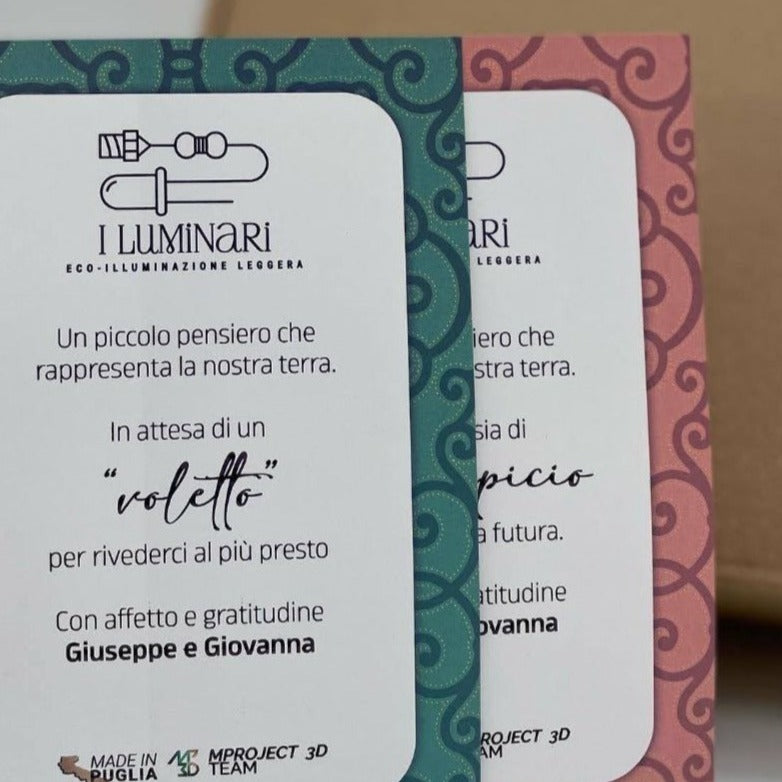 I LUMINARI
ECO-ILLUMINAZIONE LEGGERA
Un piccolo pensiero che
rappresenta la nostra terra.
In attesa di un
“voletto”
per rivederci al più presto
Con affetto e gratitudine
Giuseppe e Giovanna
MADE IN
PUGLIA
M3D
MPROJECT 3D
TEAM
ARI
LEGGERA
iero che
stra terra.
sia di
picio
à futura.
atitudine
ovanna
ROJECT 3D
AM